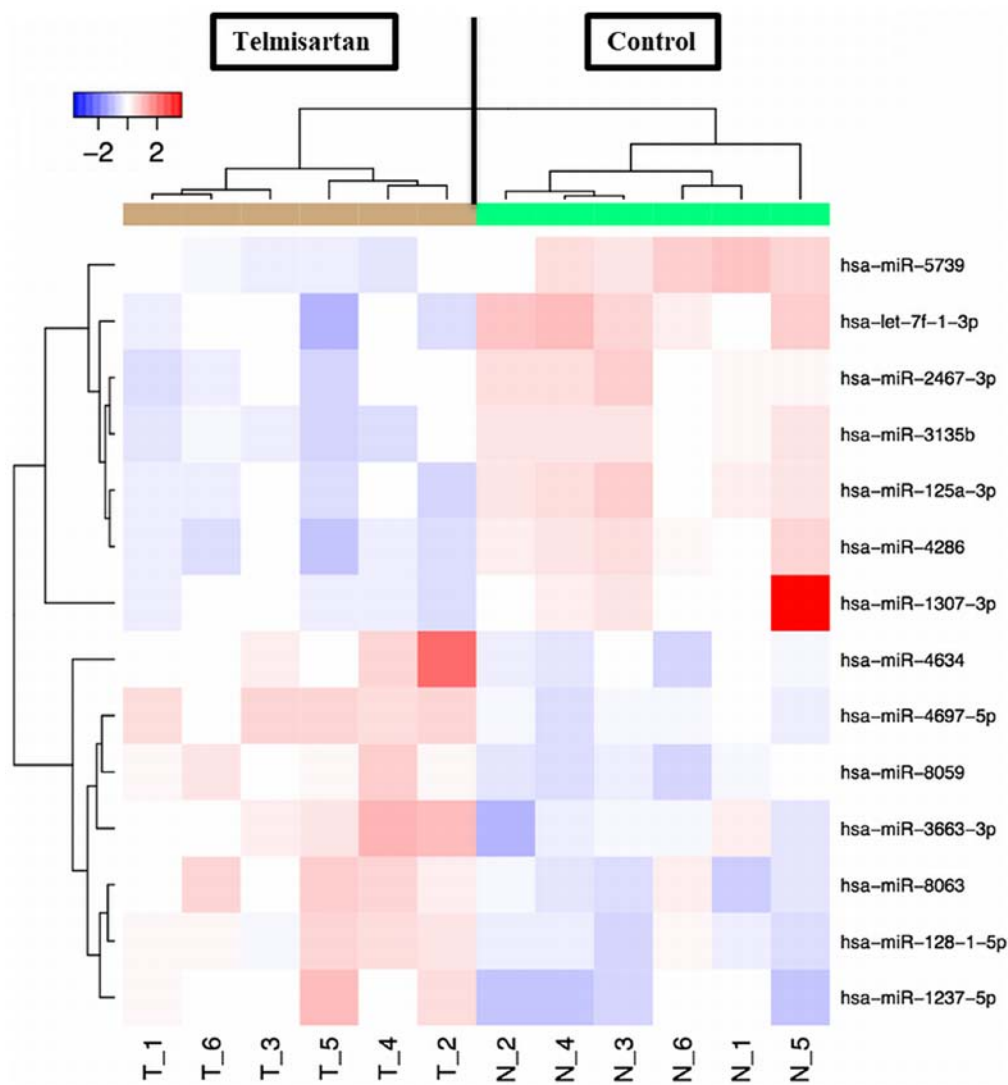 Telmisartan
Control
−2 2
hsa−miR−5739
hsa−let−7f−1−3p
hsa−miR−2467−3p
hsa−miR−3135b
hsa−miR−125a−3p
hsa−miR−4286
hsa−miR−1307−3p
hsa−miR−4634
hsa−miR−4697−5p
hsa−miR−8059
hsa−miR−3663−3p
hsa−miR−8063
hsa−miR−128−1−5p
hsa−miR−1237−5p
T_1 T_6 T_3 T_5 T_4 T_2 N_2 N_4 N_3 N_6 N_1 N_5